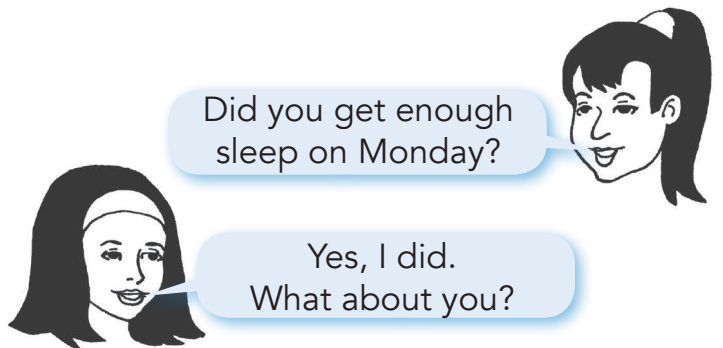 Did you get enough
sleep on Monday?
Yes, I did.
What about you?